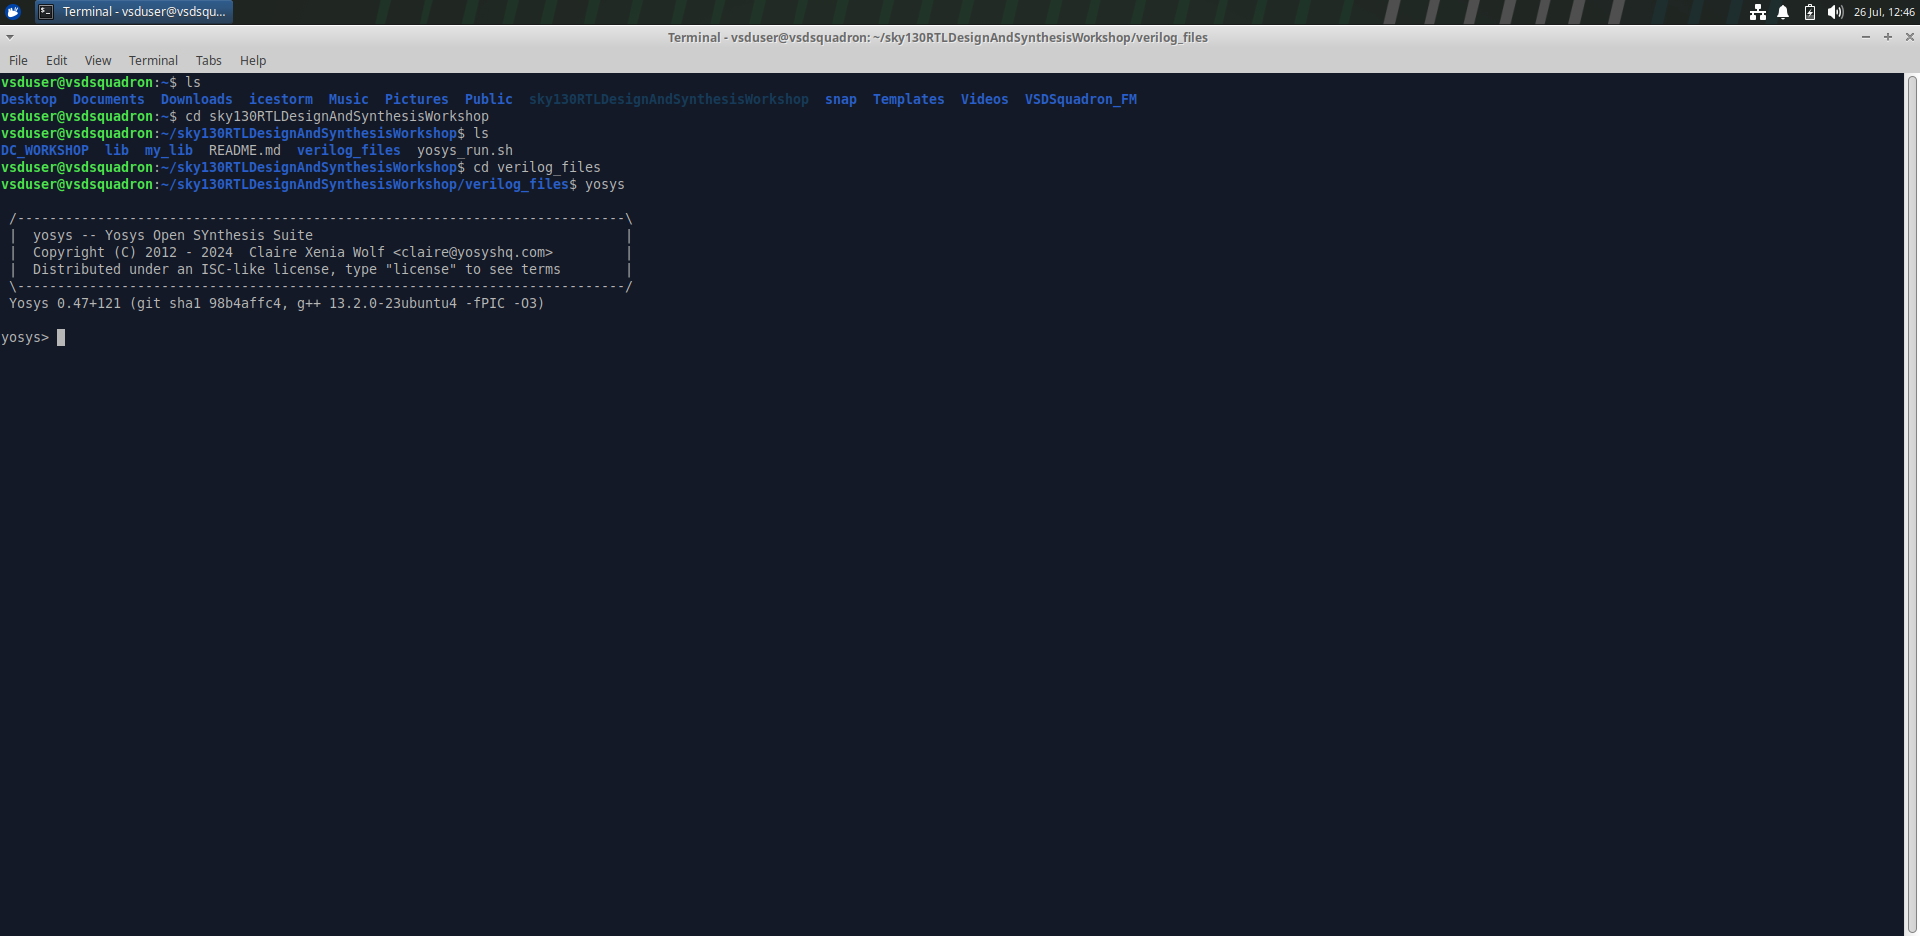 Terminal - vsduser@vsdsqu...
26 Jul, 12:46
Terminal - vsduser@vsdsquadron: ~/sky130RTLDesignAndSynthesisWorkshop/verilog_files
File Edit View Terminal Tabs Help
vsduser@vsdsquadron:~$ ls
Desktop Documents Downloads icestorm Music Pictures Public sky130RTLDesignAndSynthesisWorkshop snap Templates Videos VSDSquadron_FM
vsduser@vsdsquadron:~$ cd sky130RTLDesignAndSynthesisWorkshop
vsduser@vsdsquadron:~/sky130RTLDesignAndSynthesisWorkshop$ ls
DC_WORKSHOP lib my_lib README.md verilog_files yosys_run.sh
vsduser@vsdsquadron:~/sky130RTLDesignAndSynthesisWorkshop$ cd verilog_files
vsduser@vsdsquadron:~/sky130RTLDesignAndSynthesisWorkshop/verilog_files$ yosys
/----------------------------------------------------------------------------\
| yosys -- Yosys Open SYnthesis Suite |
| Copyright (C) 2012 - 2024 Claire Xenia Wolf <claire@yosyshq.com> |
| Distributed under an ISC-like license, type "license" to see terms |
\----------------------------------------------------------------------------/
Yosys 0.47+121 (git sha1 98b4affc4, g++ 13.2.0-23ubuntu4 -fPIC -O3)
yosys>